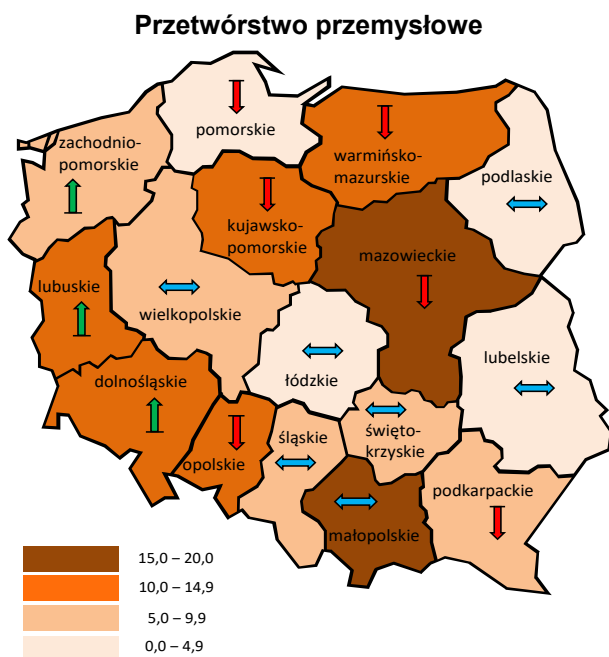 Przetwórstwo przemysłowe
pomorskie
zachodnio-
pomorskie
warmińsko-
mazurskie
podlaskie
kujawsko-
pomorskie
mazowieckie
lubuskie
wielkopolskie
łódzkie
lubelskie
dolnośląskie
opolskie
śląskie
święto-
krzyskie
podkarpackie
małopolskie
15,0 – 20,0
10,0 – 14,9
5,0 – 9,9
0,0 – 4,9